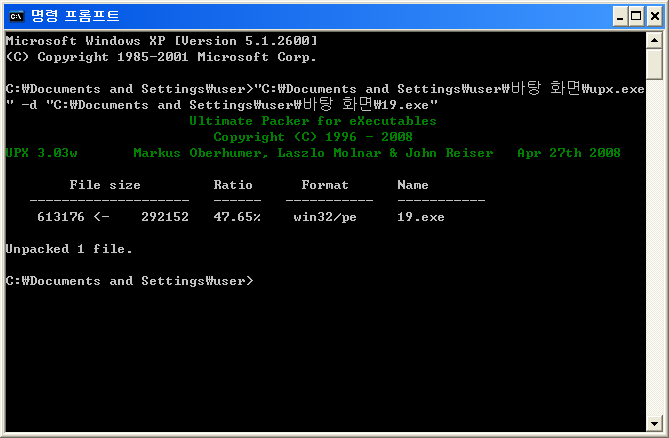 명령 프롬프트
Microsoft Windows XP [Version 5.1.2600]
(C) Copyright 1985-2001 Microsoft Corp.
C:₩Documents and Settings₩user>"C:₩Documents and Settings₩user₩바탕 화면₩upx.exe
" -d "C:₩Documents and Settings₩user₩바탕 화면₩19.exe"
Ultimate Packer for eXecutables
Copyright (C) 1996 - 2008
UPX 3.03w Markus Oberhumer, Laszlo Molnar & John Reiser Apr 27th 2008
File size Ratio Format Name
-------------------- ------ ----------- -----------
613176 <- 292152 47.65% win32/pe 19.exe
Unpacked 1 file.
C:₩Documents and Settings₩user>